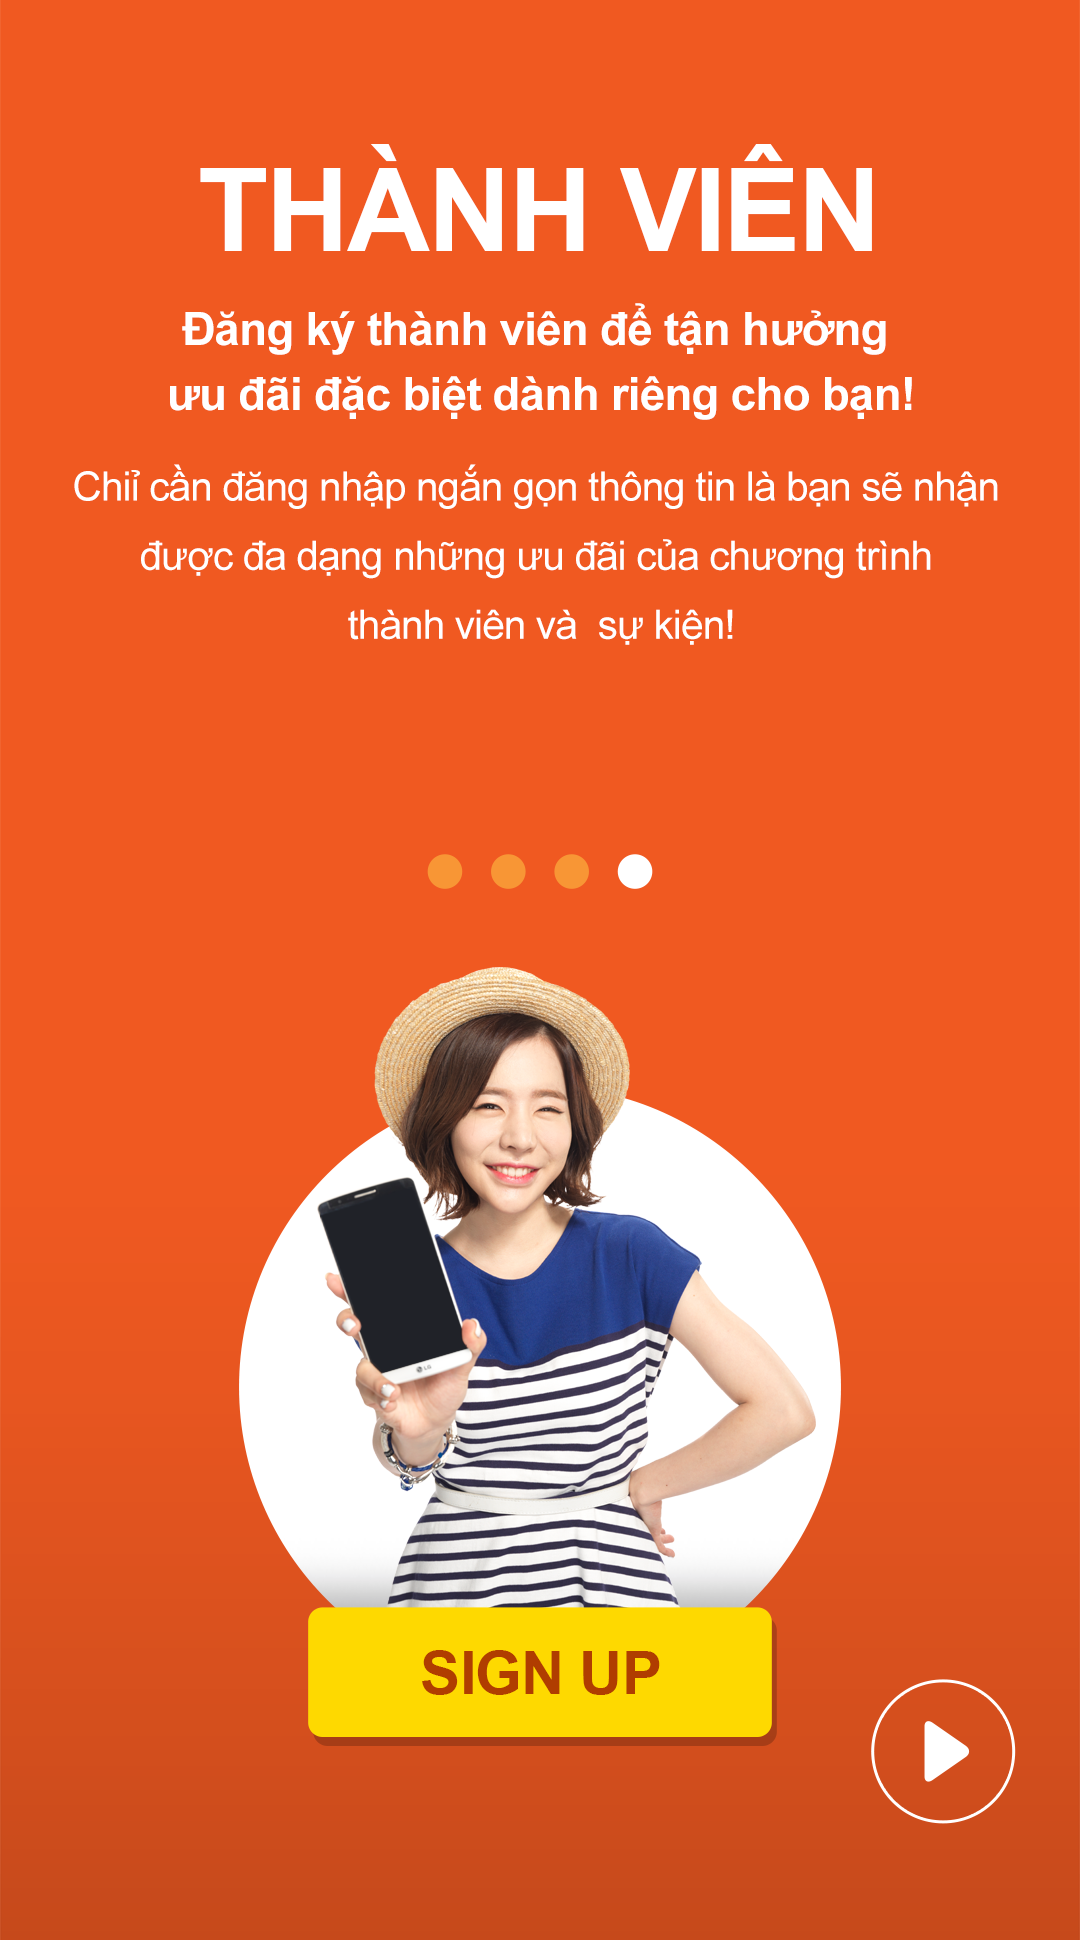 THÀNH VIÊN
Đăng ký thành viên để tận hưởng
ưu đãi đặc biệt dành riêng cho bạn!
Chiỉ cần đăng nhập ngắn gọn thông tin là bạn sẽ nhận
được đa dạng những ưu đãi của chương trình
thành viên và  sự kiện!
LG
SIGN UP